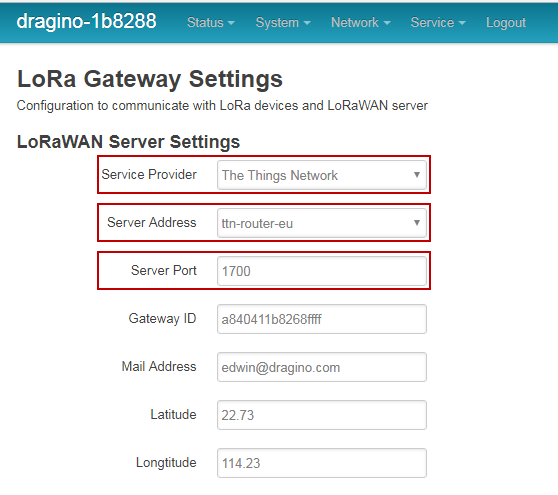 dragino-1b8288 Status System Network Service Logout
LoRa Gateway Settings
Configuration to communicate with LoRa devices and LoRaWAN server
LoRaWAN Server Settings
Service Provider The Things Network
Server Address ttn-router-eu
Server Port 1700
Gateway ID a840411b8268ffff
Mail Address edwin@dragino.com
Latitude 22.73
Longtitude 114.23